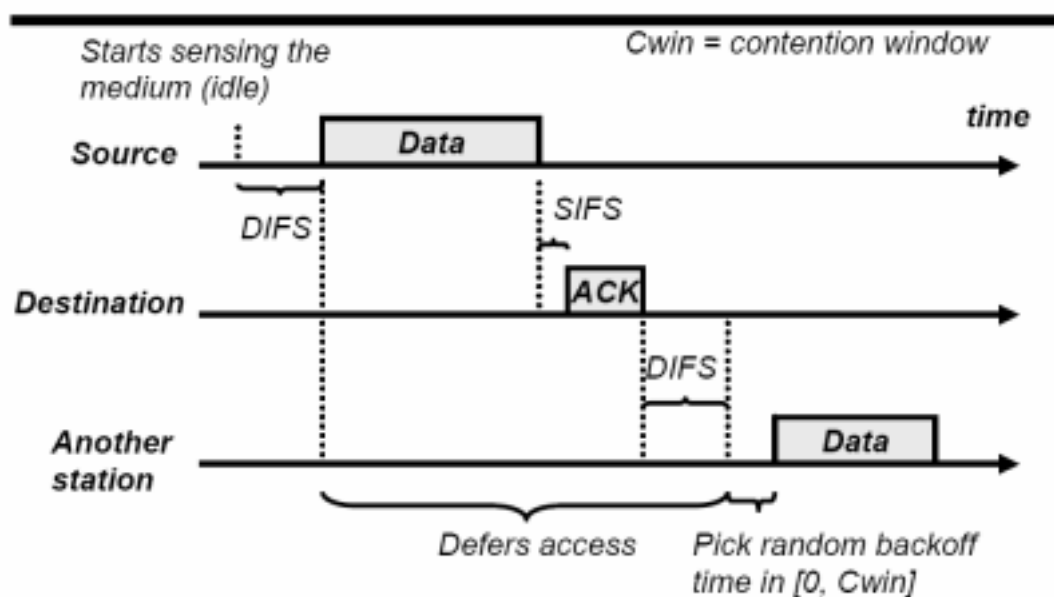 Starts sensing the
medium (idle)
Cwin = contention window
time
Source
Data
DIFS
SIFS
Destination
ACK
DIFS
Another
station
Data
Defers access
Pick random backoff
time in [0, Cwin]